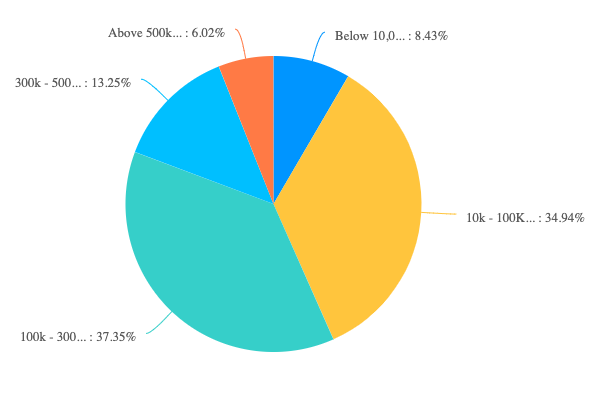 Above 500k... : 6.02%
Below 10,0... : 8.43%
300k - 500... : 13.25%
10k - 100K... : 34.94%
100k - 300... : 37.35%